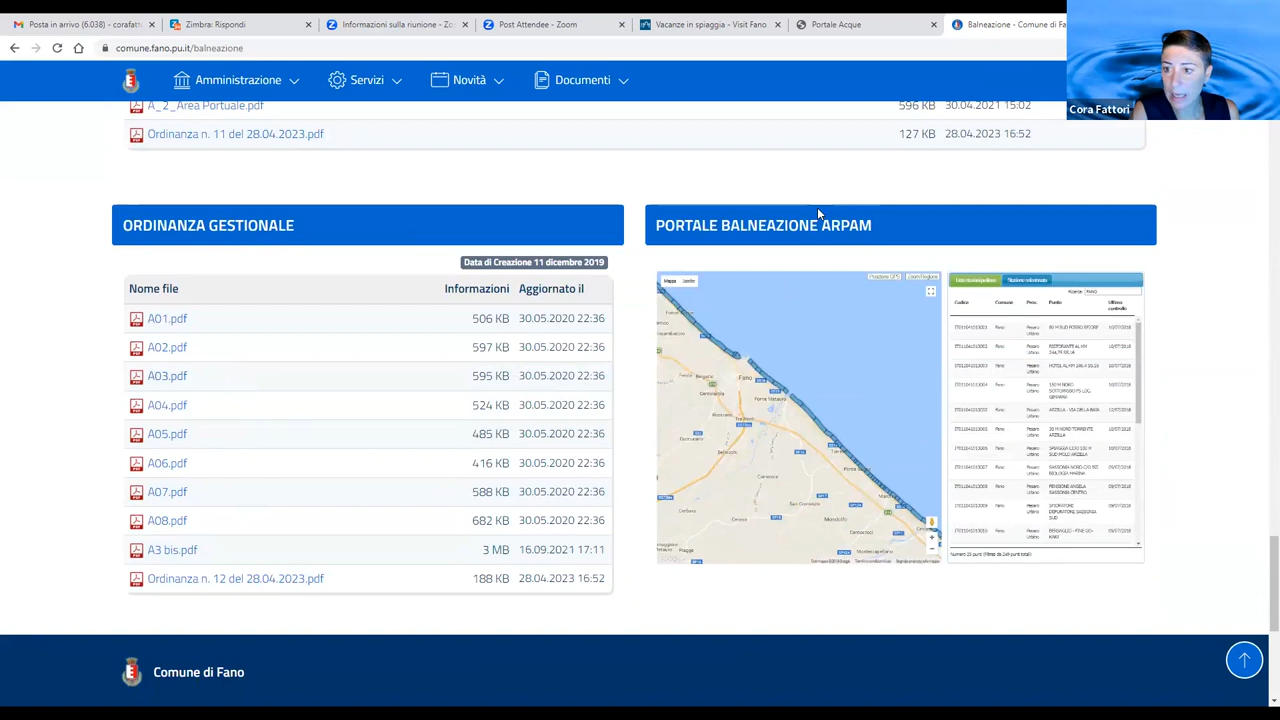 Posta in arrivo (6.038) - corafatt
Zimbra: Rispondi
Informazioni sulla riunione - Zo
Post Attendee - Zoom
Vacanze in spiaggia - Visit Fano
Portale Acque
Balneazione - Comune di Fa
comune.fano.pu.it/balneazione
Amministrazione
Servizi
Novità
Documenti
Cora Fattori
A_2_Area Portuale.pdf 596 KB 30.04.2021 15:02
Ordinanza n. 11 del 28.04.2023.pdf 127 KB 28.04.2023 16:52
ORDINANZA GESTIONALE
PORTALE BALNEAZIONE ARPAM
Data di Creazione 11 dicembre 2019
Nome file Informazioni Aggiornato il
A01.pdf 506 KB 30.05.2020 22:36
A02.pdf 597 KB 30.05.2020 22:36
A03.pdf 595 KB 30.05.2020 22:36
A04.pdf 524 KB 30.05.2020 22:36
A05.pdf 485 KB 30.05.2020 22:36
A06.pdf 416 KB 30.05.2020 22:36
A07.pdf 588 KB 30.05.2020 22:36
A08.pdf 682 KB 30.05.2020 22:36
A3 bis.pdf 3 MB 16.09.2021 17:11
Ordinanza n. 12 del 28.04.2023.pdf 188 KB 28.04.2023 16:52
Mappa
Fano
Codice Comune Prov. Punto Ultimo controllo
Comune di Fano